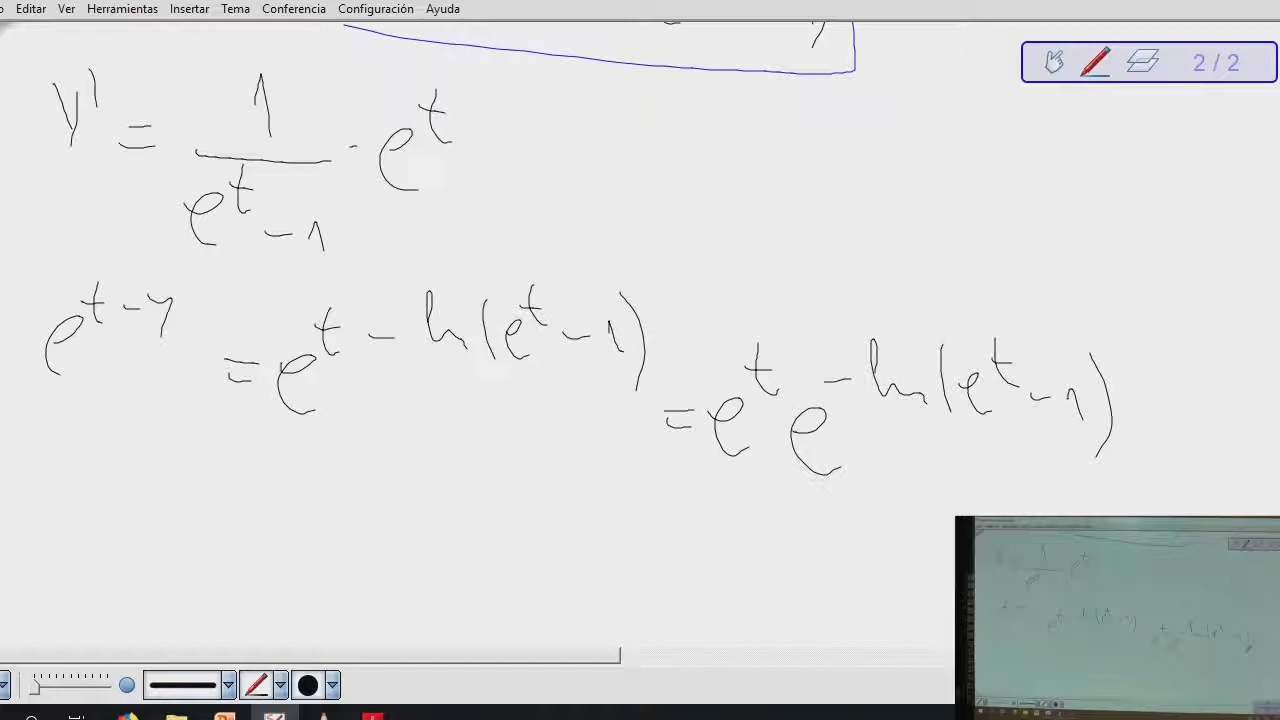 Editar Ver Herramientas Insertar Tema Conferencia Configuración Ayuda
2 / 2
y' = 1/(e^t - 1) · e^t
e^(t - y) = e^(t - ln(e^t - 1)) = e^t e^(-ln(e^t - 1))